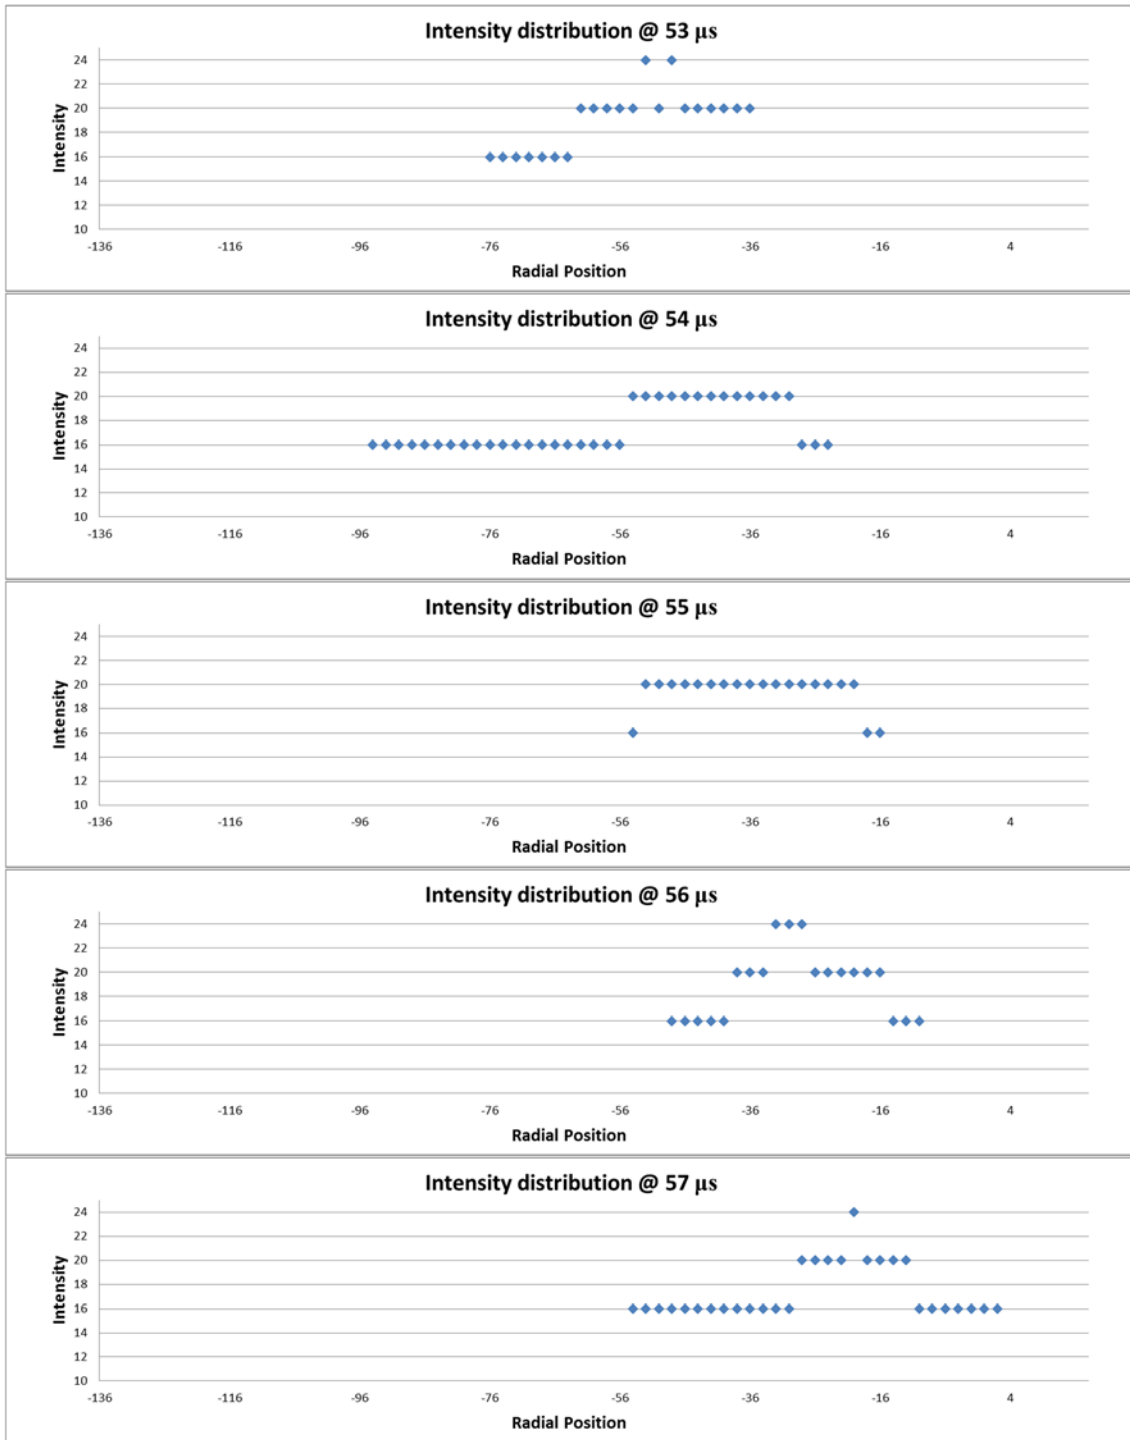 Intensity distribution @ 53 µs
24
22
20
18
16
14
12
10
Intensity
-136 -116 -96 -76 -56 -36 -16 4
Radial Position
Intensity distribution @ 54 µs
24
22
20
18
16
14
12
10
Intensity
-136 -116 -96 -76 -56 -36 -16 4
Radial Position
Intensity distribution @ 55 µs
24
22
20
18
16
14
12
10
Intensity
-136 -116 -96 -76 -56 -36 -16 4
Radial Position
Intensity distribution @ 56 µs
24
22
20
18
16
14
12
10
Intensity
-136 -116 -96 -76 -56 -36 -16 4
Radial Position
Intensity distribution @ 57 µs
24
22
20
18
16
14
12
10
Intensity
-136 -116 -96 -76 -56 -36 -16 4
Radial Position